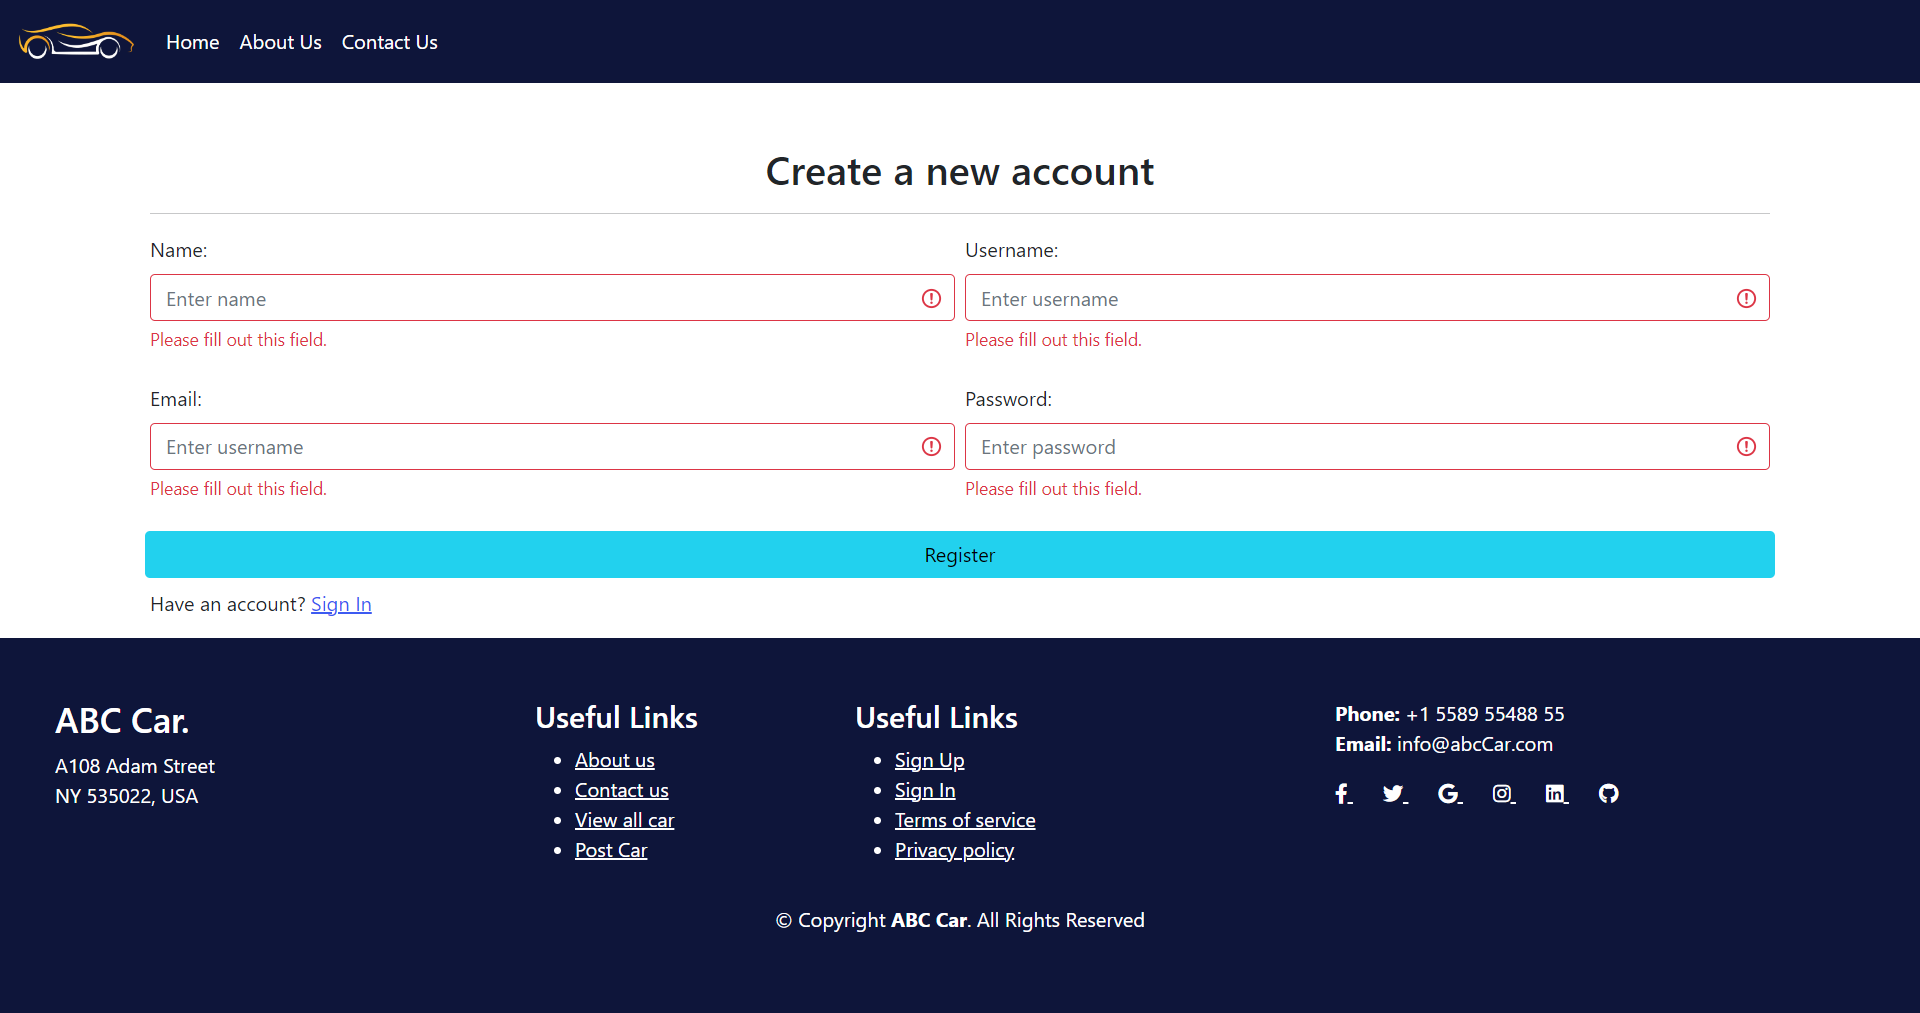 Home About Us Contact Us
Create a new account
Name:
Enter name
Please fill out this field.
Username:
Enter username
Please fill out this field.
Email:
Enter username
Please fill out this field.
Password:
Enter password
Please fill out this field.
Register
Have an account? Sign In
ABC Car.
A108 Adam Street
NY 535022, USA
Useful Links
About us
Contact us
View all car
Post Car
Useful Links
Sign Up
Sign In
Terms of service
Privacy policy
Phone: +1 5589 55488 55
Email: info@abcCar.com
© Copyright ABC Car. All Rights Reserved